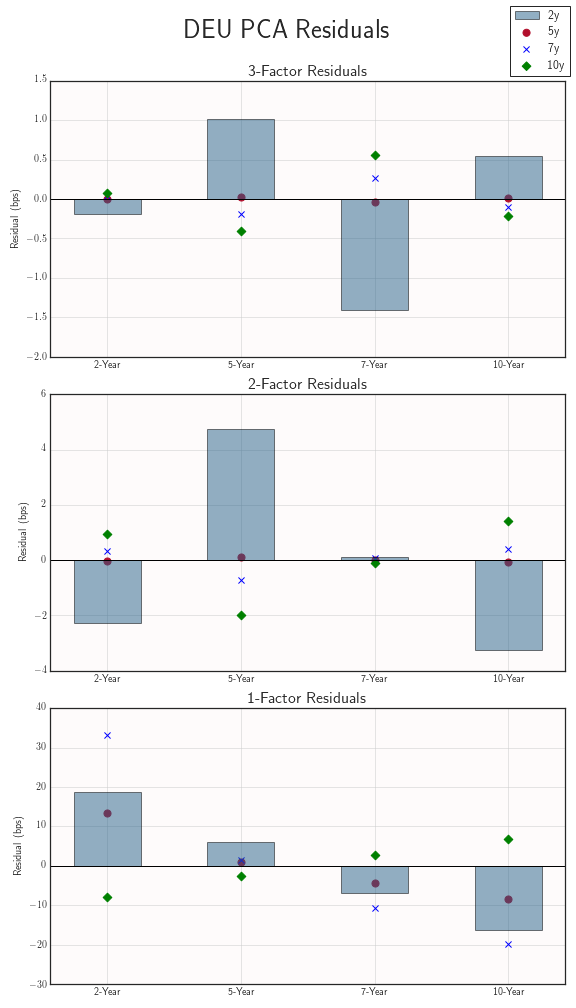 DEU PCA Residuals
2y
5y
7y
10y
3-Factor Residuals
Residual (bps)
1.5
1.0
0.5
0.0
−0.5
−1.0
−1.5
−2.0
2-Year 5-Year 7-Year 10-Year
2-Factor Residuals
Residual (bps)
6
4
2
0
−2
−4
2-Year 5-Year 7-Year 10-Year
1-Factor Residuals
Residual (bps)
40
30
20
10
0
−10
−20
−30
2-Year 5-Year 7-Year 10-Year